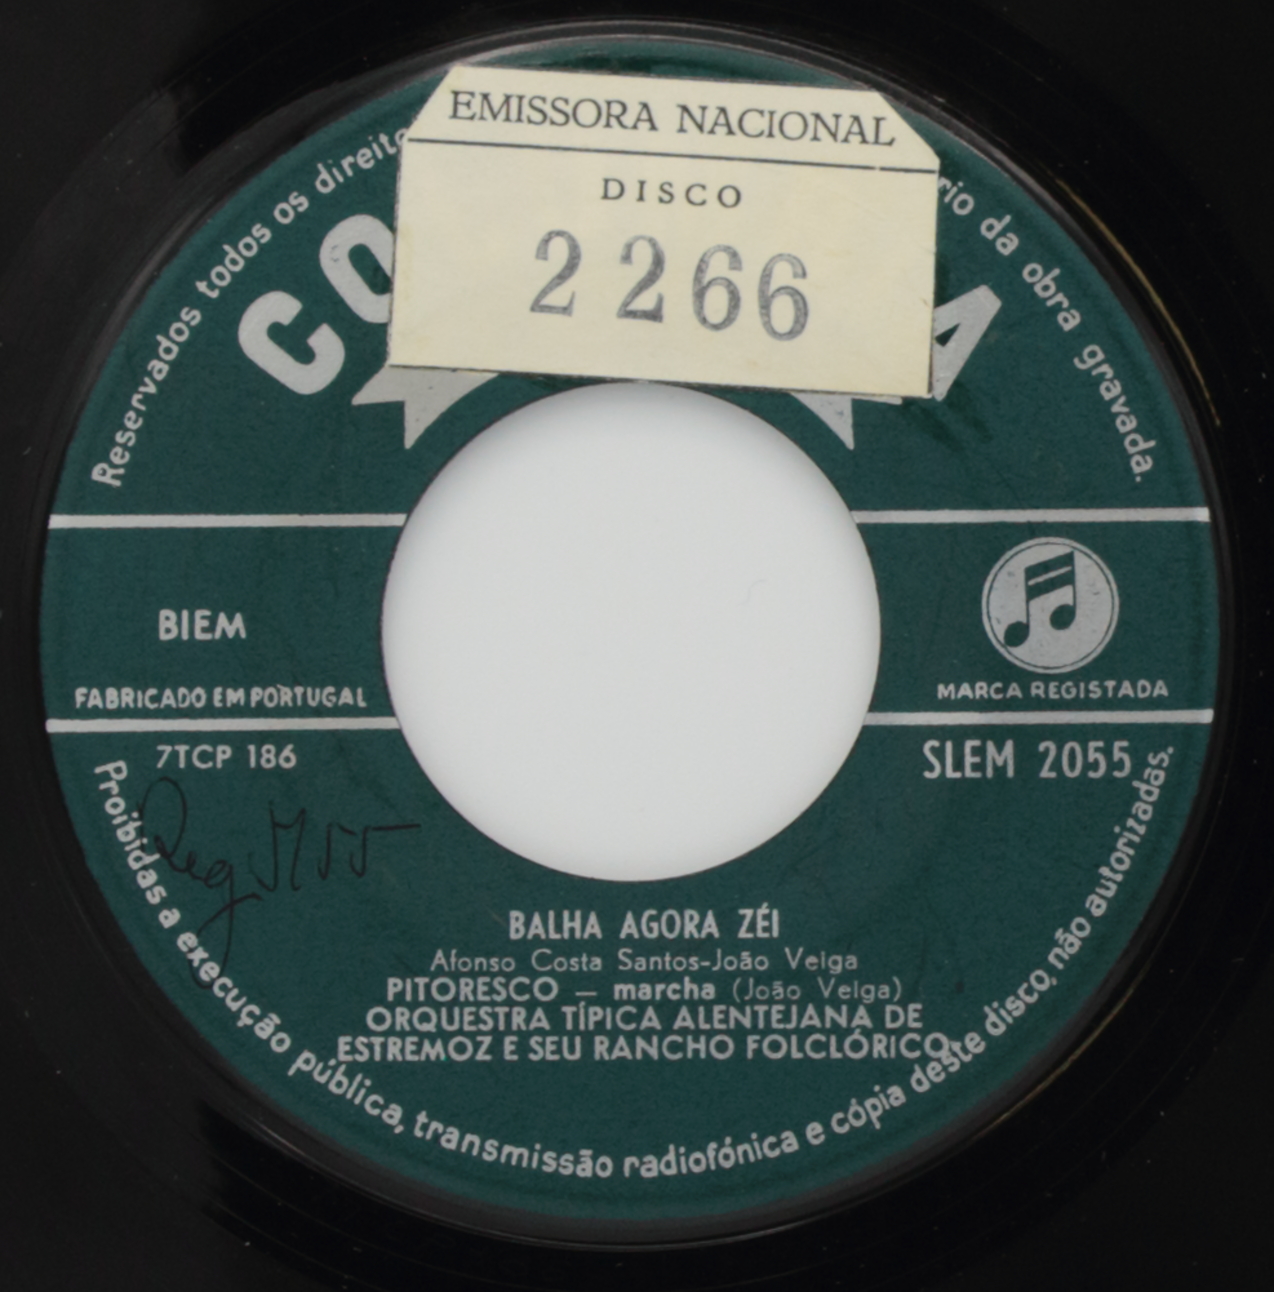 EMISSORA NACIONAL
DISCO
2266
Reservados todos os direit
rio da obra gravada.
CO
A
BIEM
FABRICADO EM PORTUGAL
MARCA REGISTADA
7TCP 186
SLEM 2055
Reg
BALHA AGORA ZÉI
Afonso Costa Santos-João Veiga
PITORESCO — marcha (João Veiga)
ORQUESTRA TÍPICA ALENTEJANA DE
ESTREMOZ E SEU RANCHO FOLCLÓRICO
Proibidas a execução pública, transmissão radiofónica e cópia deste disco, não autorizadas.